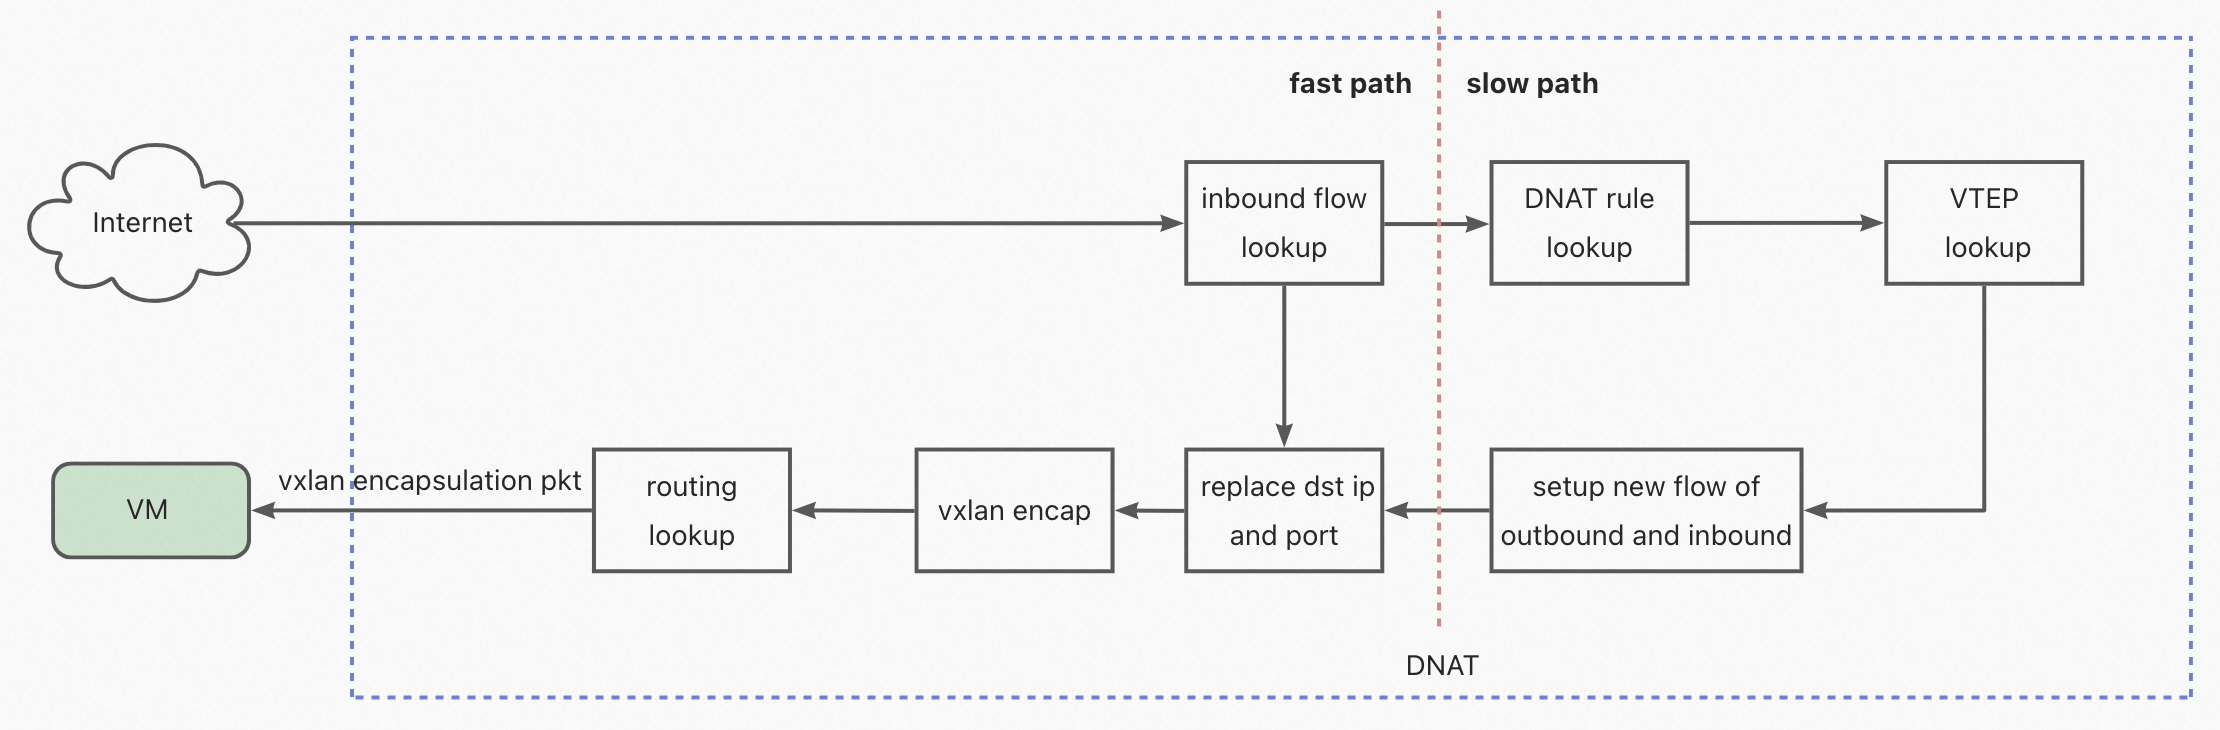 fast path
slow path
Internet
inbound flow
lookup
DNAT rule
lookup
VTEP
lookup
VM
vxlan encapsulation pkt
routing
lookup
vxlan encap
replace dst ip
and port
setup new flow of
outbound and inbound
DNAT